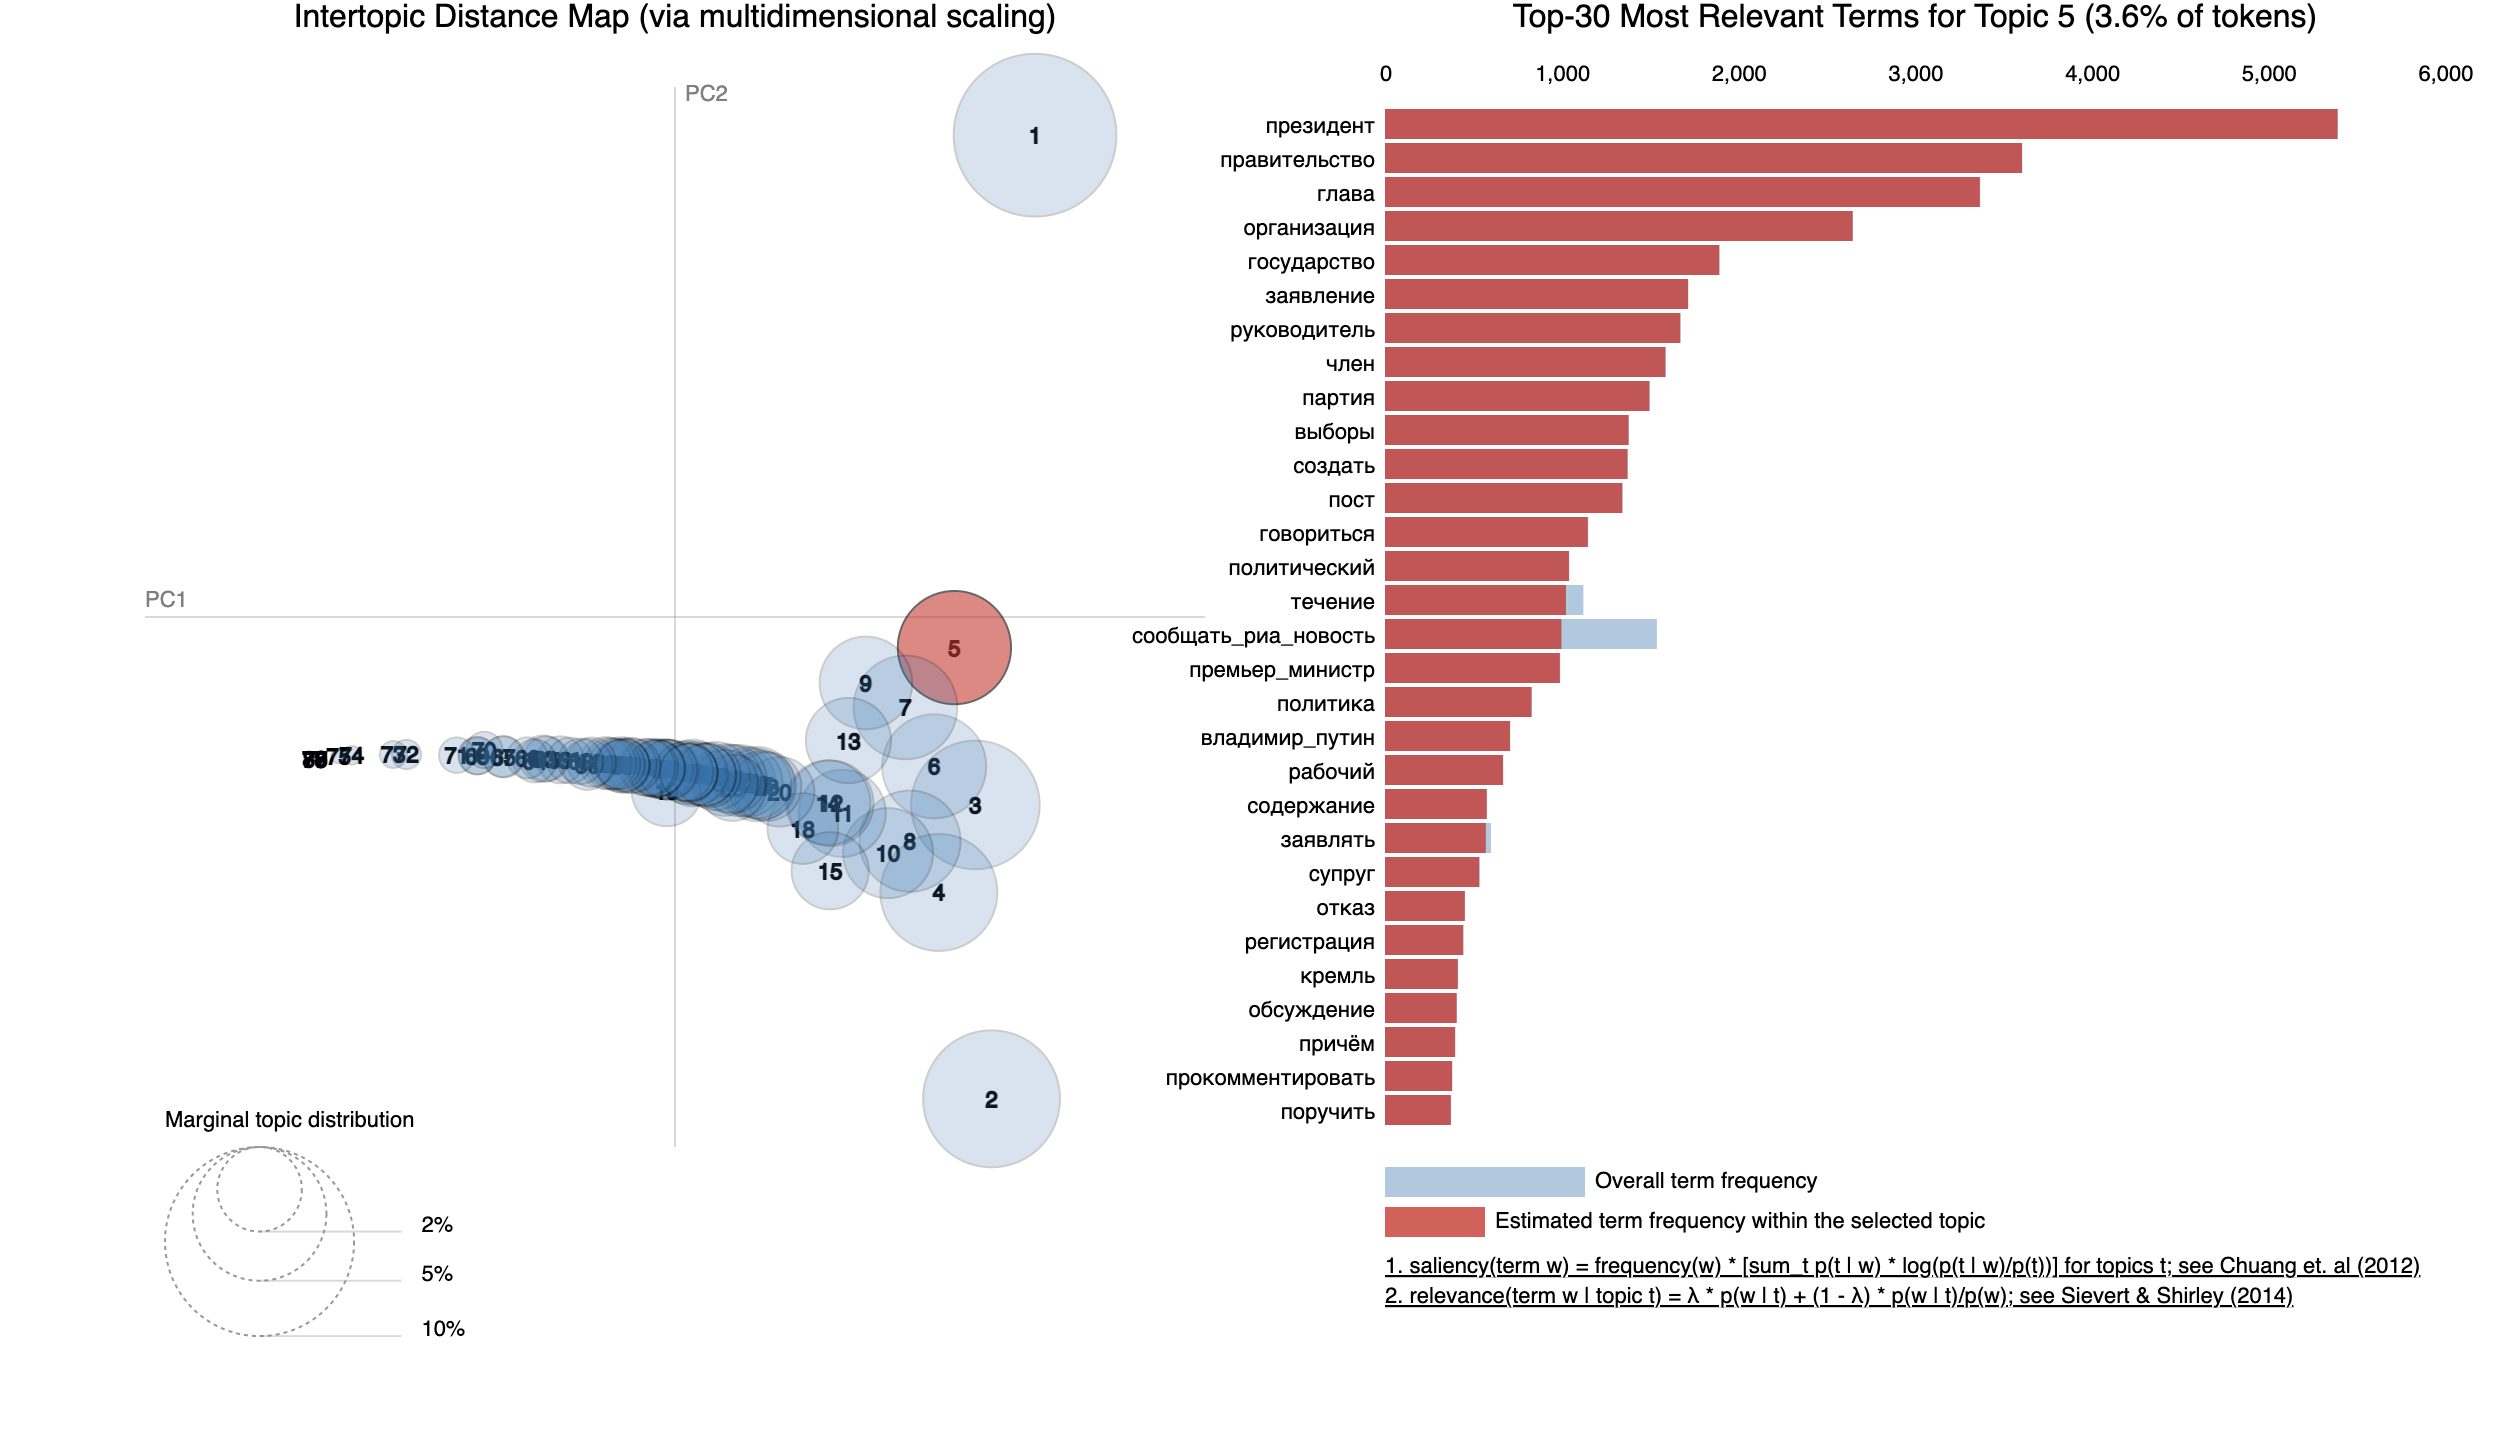 Intertopic Distance Map (via multidimensional scaling)
PC2
PC1
1
5
9
7
13
6
3
11
18
8
10
15
4
2
20
70
Marginal topic distribution
2%
5%
10%
Top-30 Most Relevant Terms for Topic 5 (3.6% of tokens)
0 1,000 2,000 3,000 4,000 5,000 6,000
президент
правительство
глава
организация
государство
заявление
руководитель
член
партия
выборы
создать
пост
говориться
политический
течение
сообщать_риа_новость
премьер_министр
политика
владимир_путин
рабочий
содержание
заявлять
супруг
отказ
регистрация
кремль
обсуждение
причём
прокомментировать
поручить
Overall term frequency
Estimated term frequency within the selected topic
1. saliency(term w) = frequency(w) * [sum_t p(t | w) * log(p(t | w)/p(t))] for topics t; see Chuang et. al (2012)
2. relevance(term w | topic t) = λ * p(w | t) + (1 - λ) * p(w | t)/p(w); see Sievert & Shirley (2014)